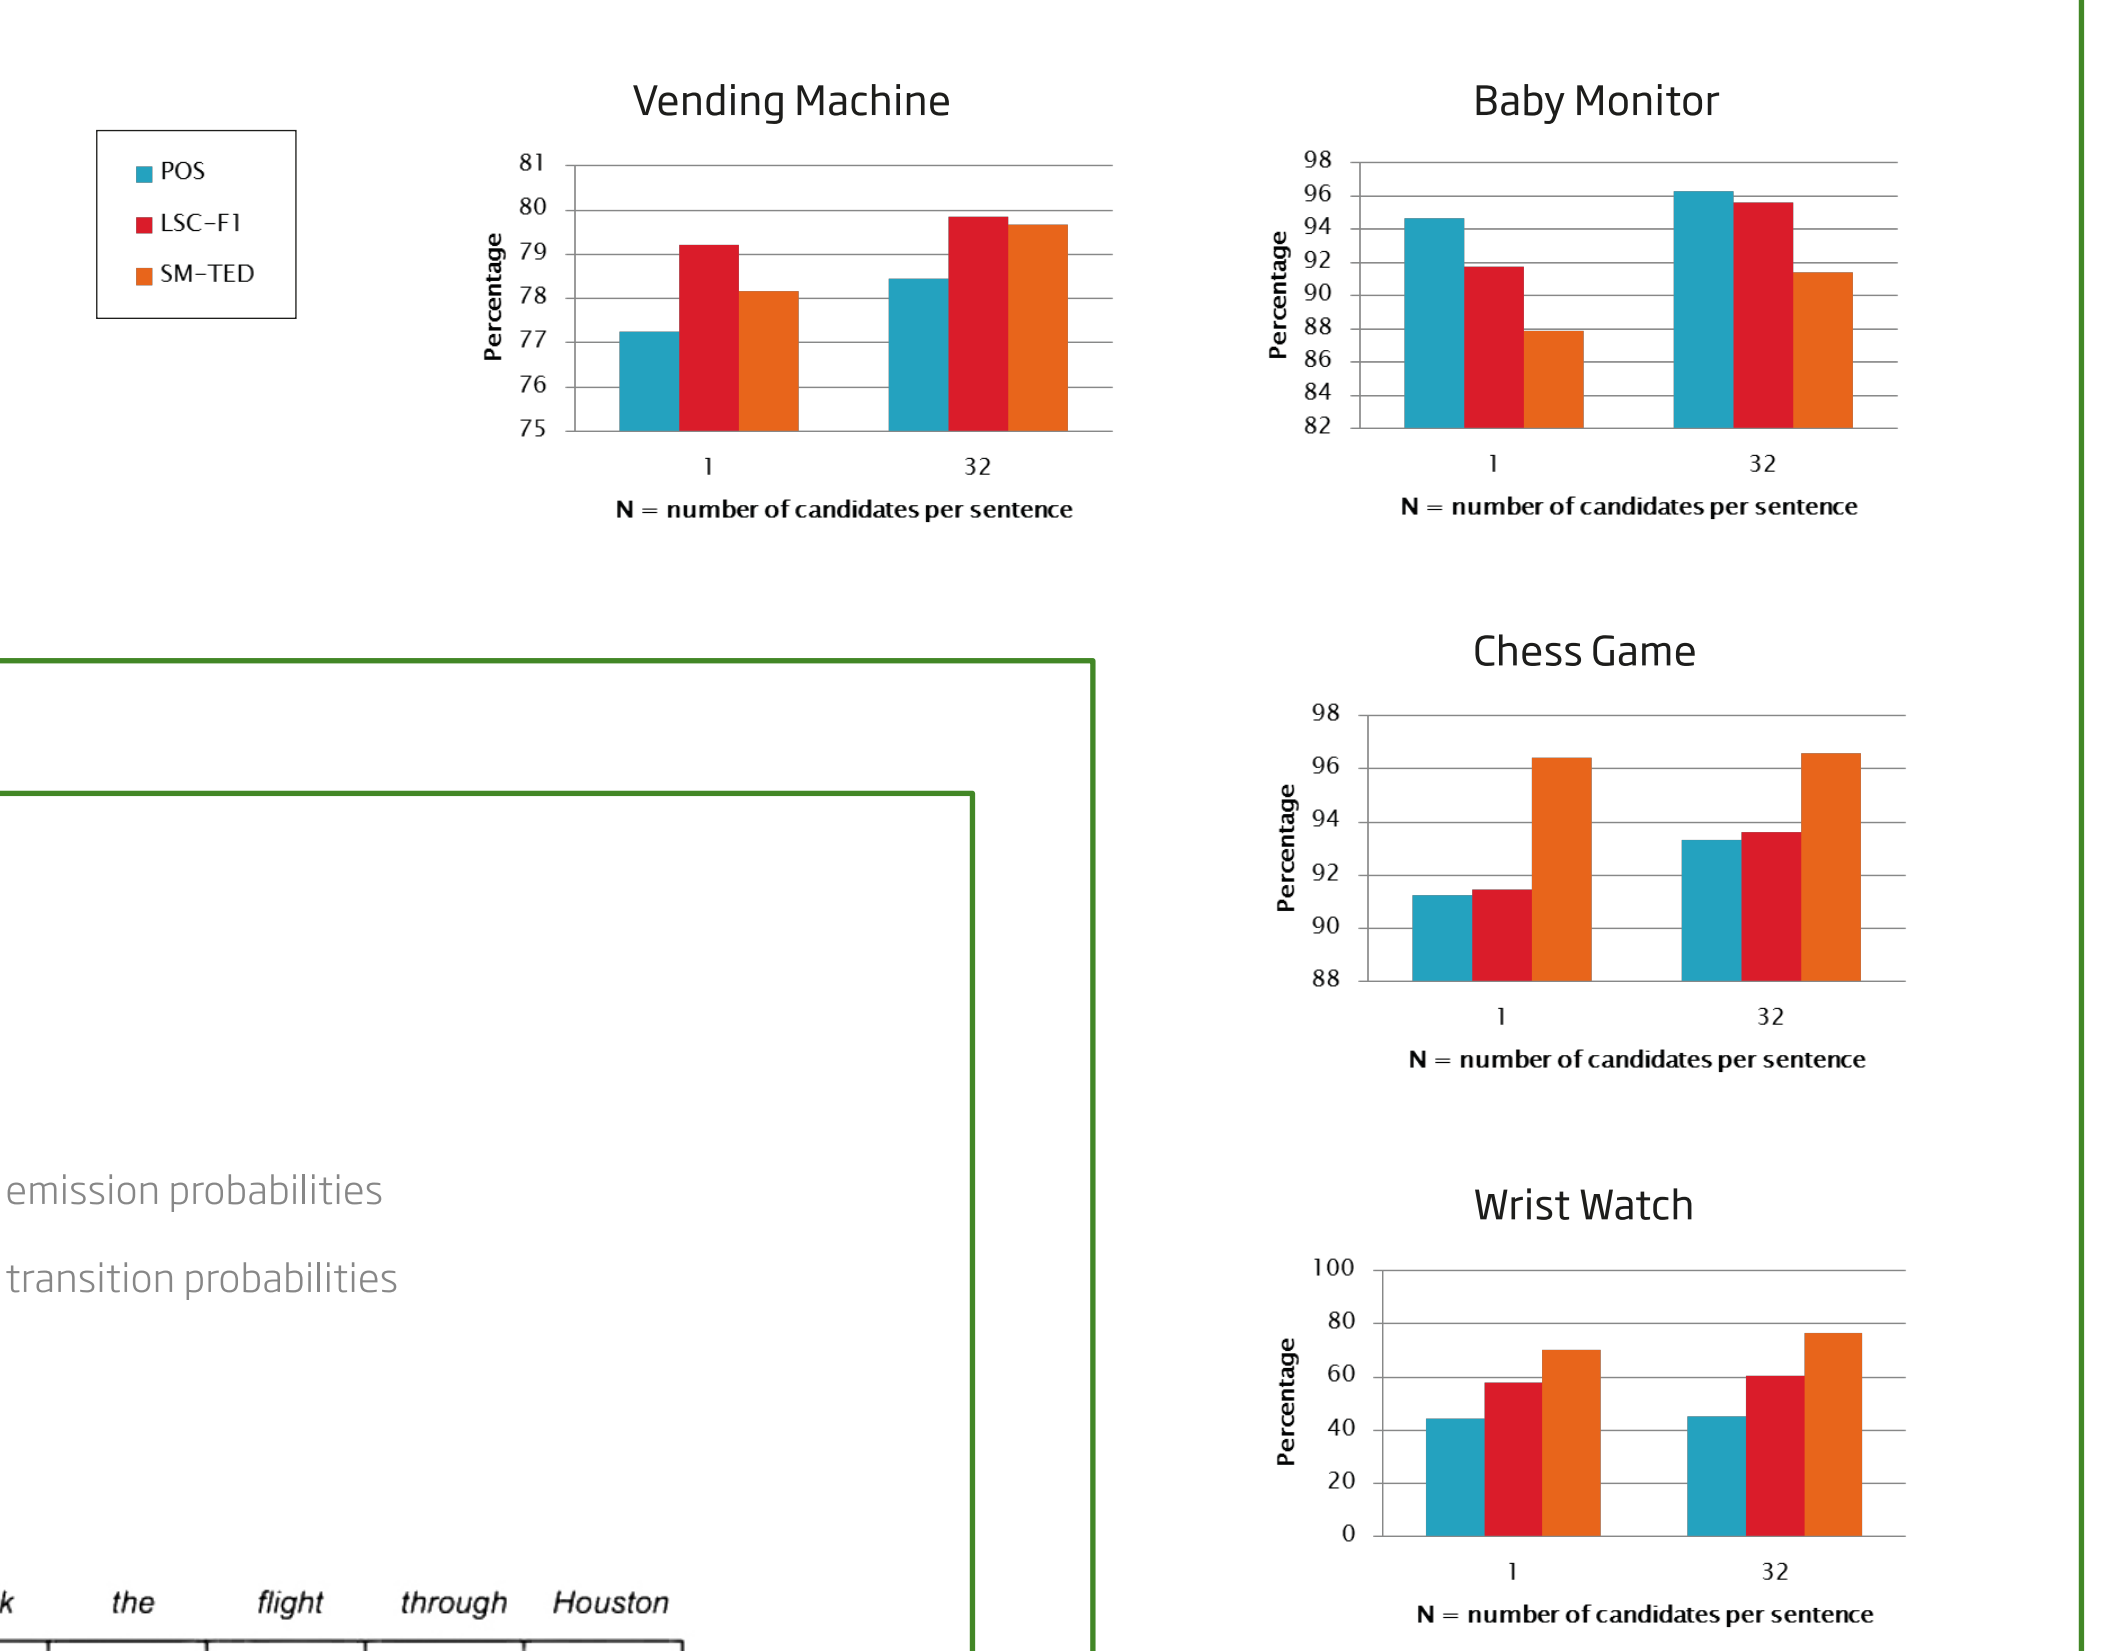 POS
LSC-F1
SM-TED
Vending Machine
Percentage
81
80
79
78
77
76
75
1 32
N = number of candidates per sentence
Baby Monitor
Percentage
98
96
94
92
90
88
86
84
82
1 32
N = number of candidates per sentence
Chess Game
Percentage
98
96
94
92
90
88
1 32
N = number of candidates per sentence
emission probabilities
transition probabilities
Wrist Watch
Percentage
100
80
60
40
20
0
1 32
N = number of candidates per sentence
the flight through Houston